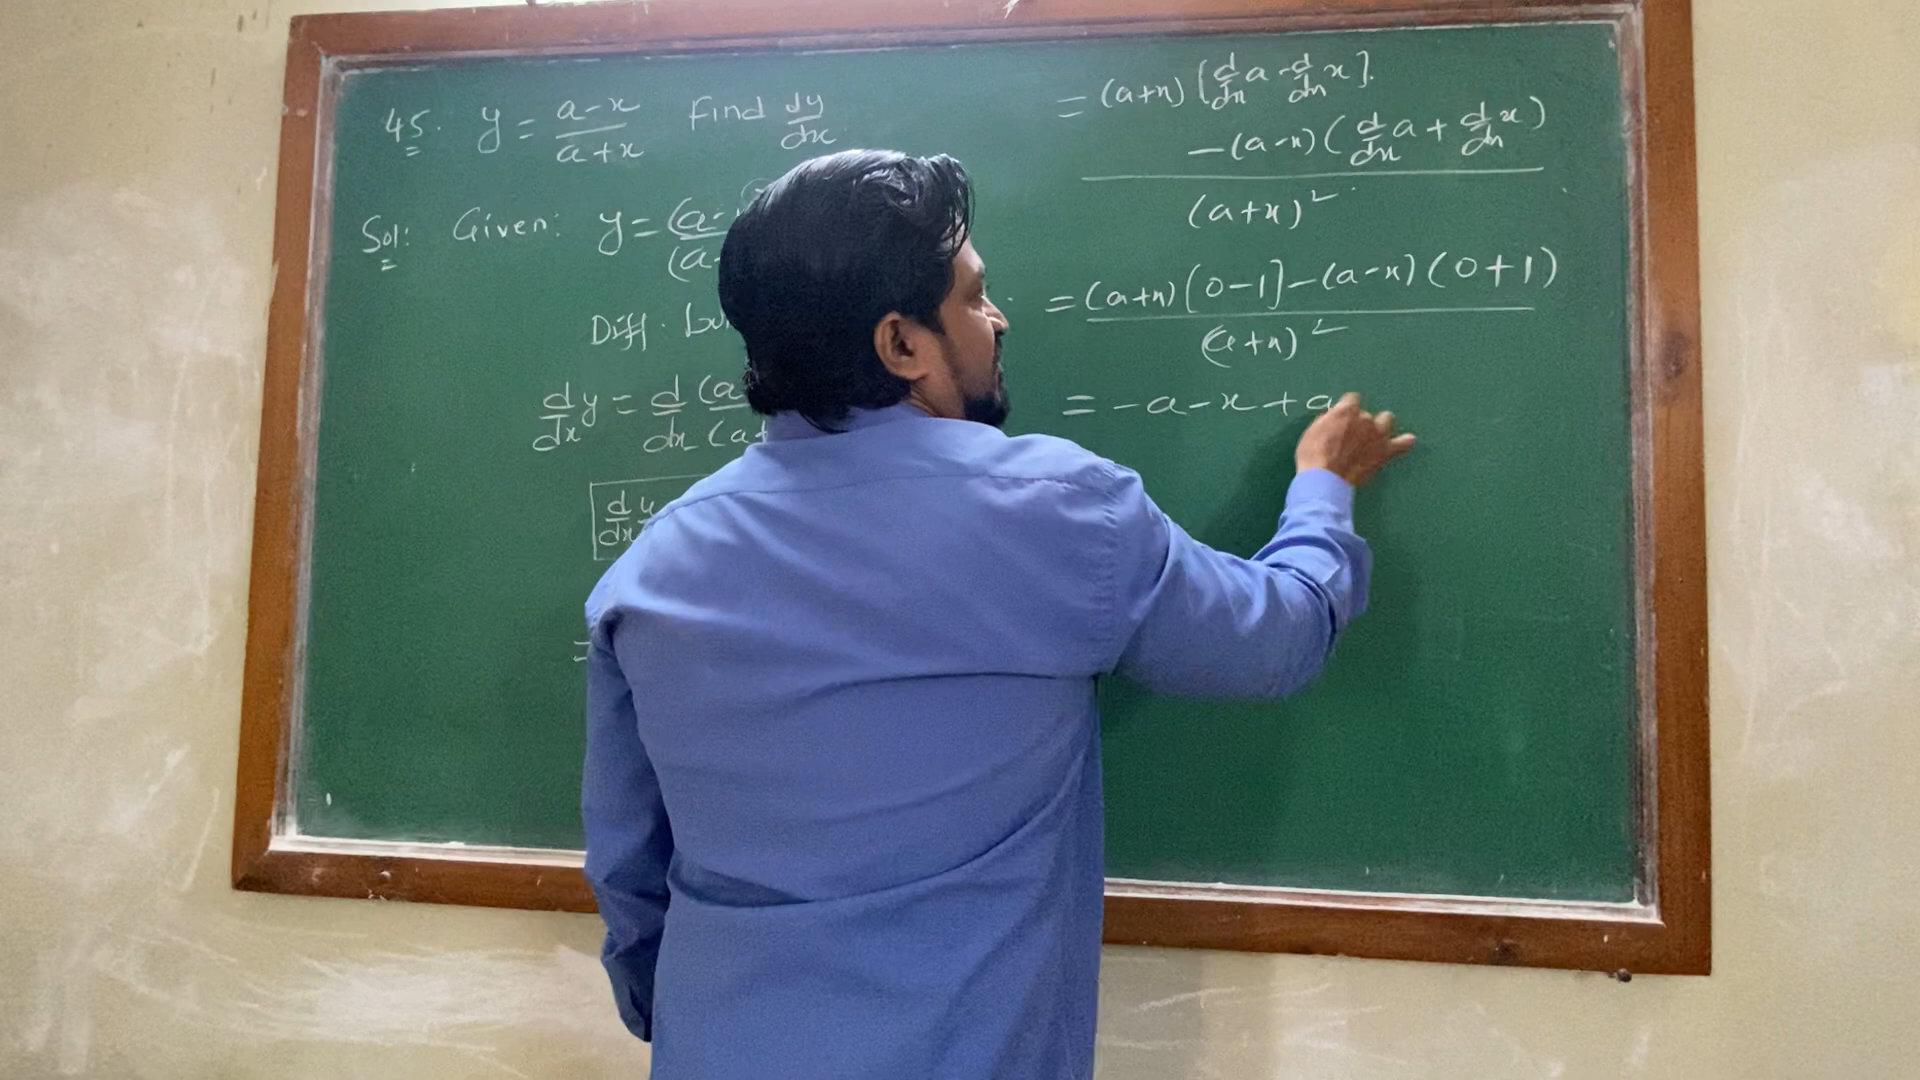 45. y = a-x / a+x Find dy/dx
Sol: Given: y = (a-
(a-
Diff.
d/dx y = d/dx (a
(a+
d/dx
=
= (a+x) [d/dx a - d/dx x].
-(a-x) (d/dx a + d/dx x)
(a+x)²
= (a+x) (0-1] - (a-x) (0+1)
(a+x)²
= -a-x+a